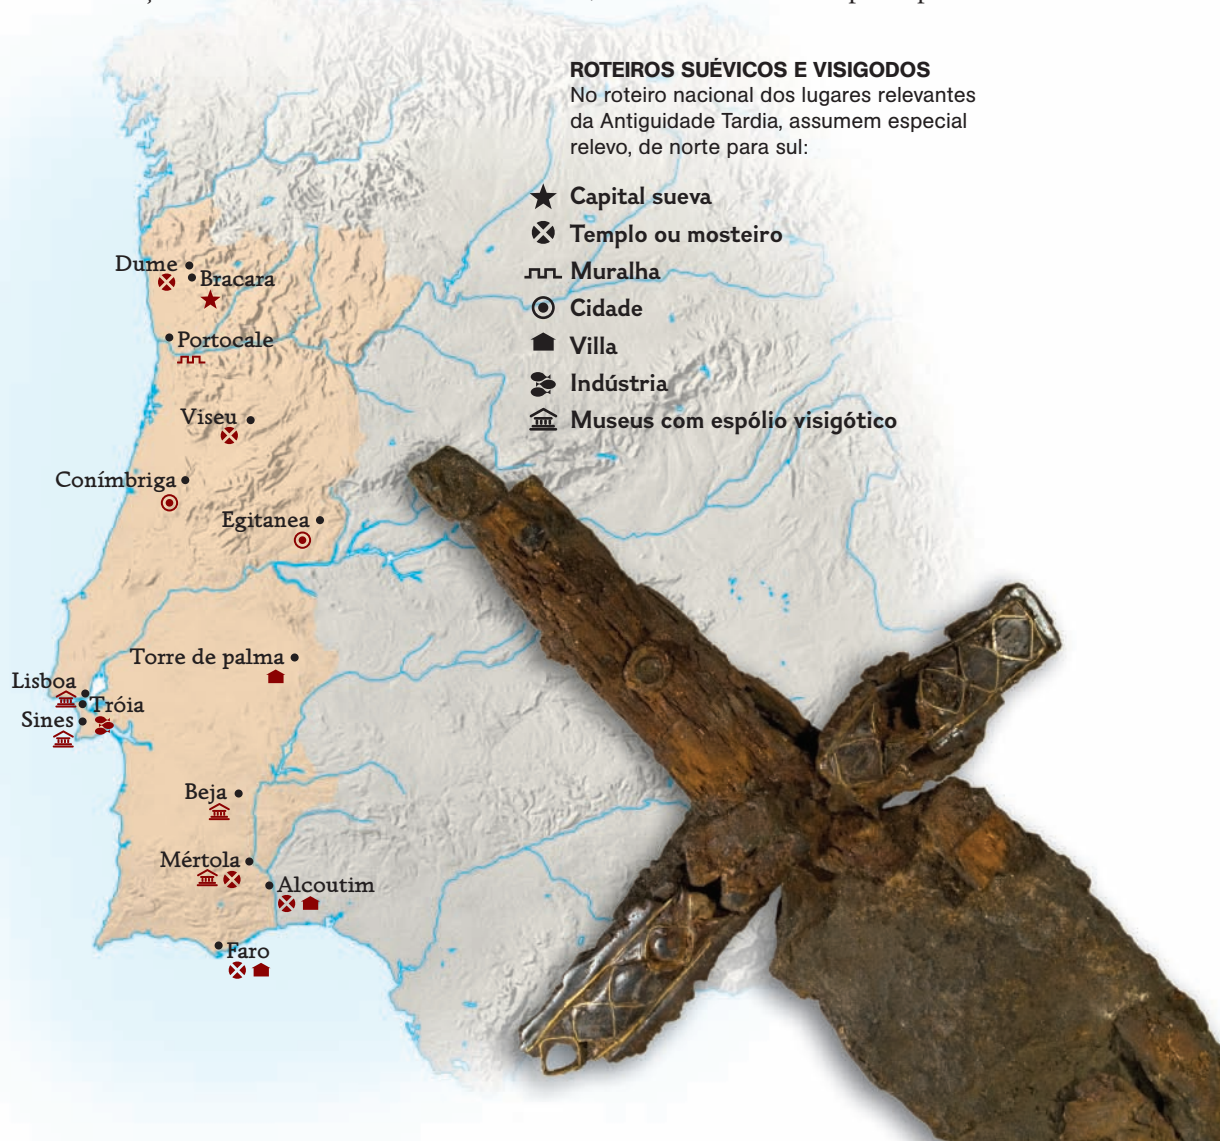 ROTEIROS SUÉVICOS E VISIGODOS
No roteiro nacional dos lugares relevantes
da Antiguidade Tardia, assumem especial
relevo, de norte para sul:
Capital sueva
Templo ou mosteiro
Muralha
Cidade
Villa
Indústria
Museus com espólio visigótico
Dume
Bracara
Portocale
Viseu
Conímbriga
Egitanea
Torre de palma
Lisboa
Tróia
Sines
Beja
Mértola
Alcoutim
Faro